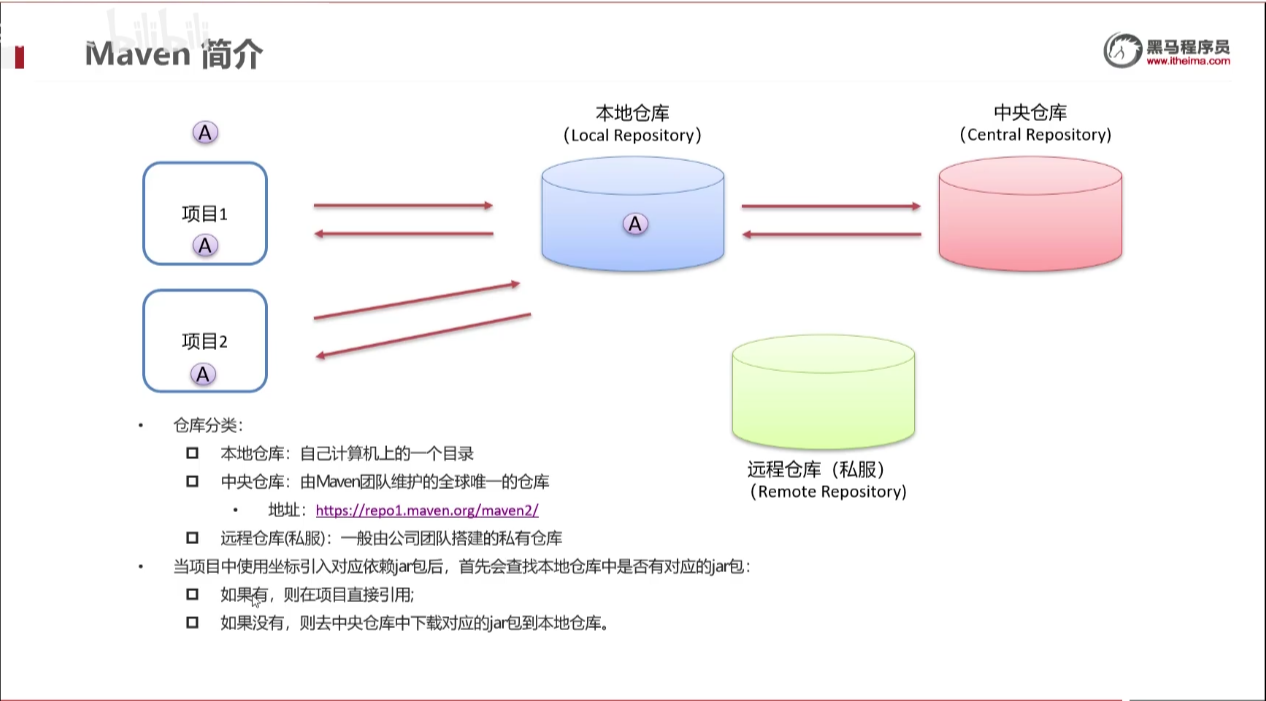 bilibili
Maven 简介
黑马程序员
www.itheima.com
本地仓库
（Local Repository）
中央仓库
（Central Repository)
A
项目1
A
A
项目2
A
远程仓库（私服）
（Remote Repository)
• 仓库分类：
本地仓库：自己计算机上的一个目录
中央仓库：由Maven团队维护的全球唯一的仓库
• 地址：https://repo1.maven.org/maven2/
远程仓库(私服)：一般由公司团队搭建的私有仓库
• 当项目中使用坐标引入对应依赖jar包后，首先会查找本地仓库中是否有对应的jar包：
如果有，则在项目直接引用;
如果没有，则去中央仓库中下载对应的jar包到本地仓库。